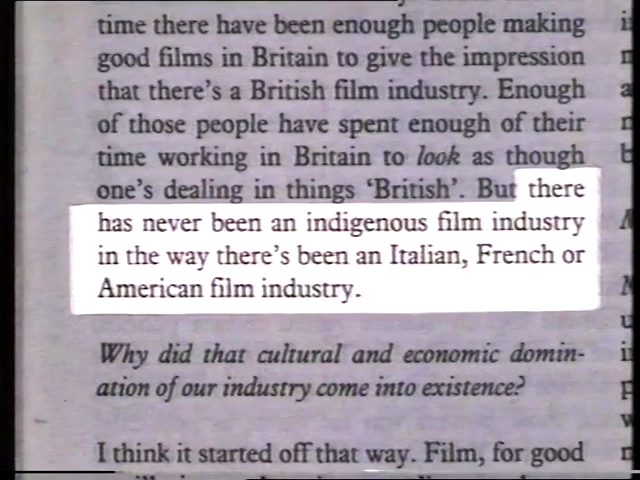 time there have been enough people making
good films in Britain to give the impression
that there's a British film industry. Enough
of those people have spent enough of their
time working in Britain to look as though
one's dealing in things ‘British’. But there
has never been an indigenous film industry
in the way there's been an Italian, French or
American film industry.
Why did that cultural and economic domin-
ation of our industry come into existence?
I think it started off that way. Film, for good